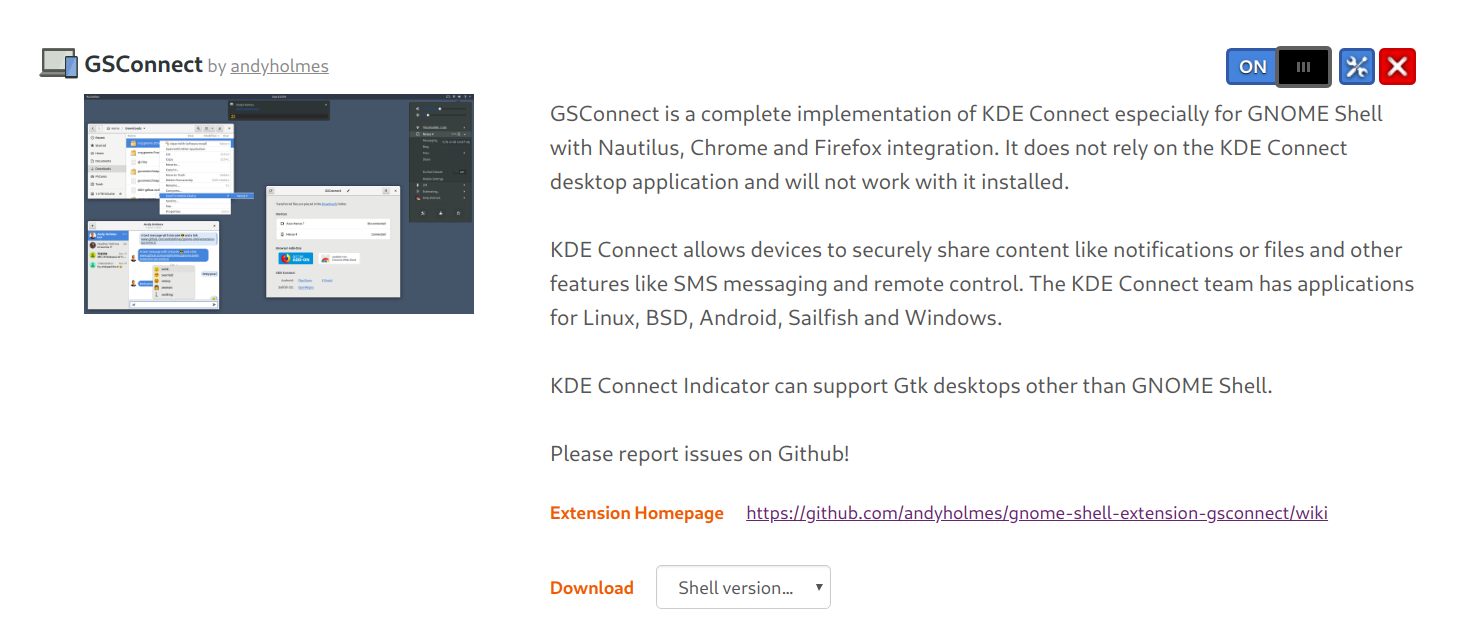 GSConnect by andyholmes
ON
GSConnect is a complete implementation of KDE Connect especially for GNOME Shell
with Nautilus, Chrome and Firefox integration. It does not rely on the KDE Connect
desktop application and will not work with it installed.
KDE Connect allows devices to securely share content like notifications or files and other
features like SMS messaging and remote control. The KDE Connect team has applications
for Linux, BSD, Android, Sailfish and Windows.
KDE Connect Indicator can support Gtk desktops other than GNOME Shell.
Please report issues on Github!
Extension Homepage https://github.com/andyholmes/gnome-shell-extension-gsconnect/wiki
Download Shell version...